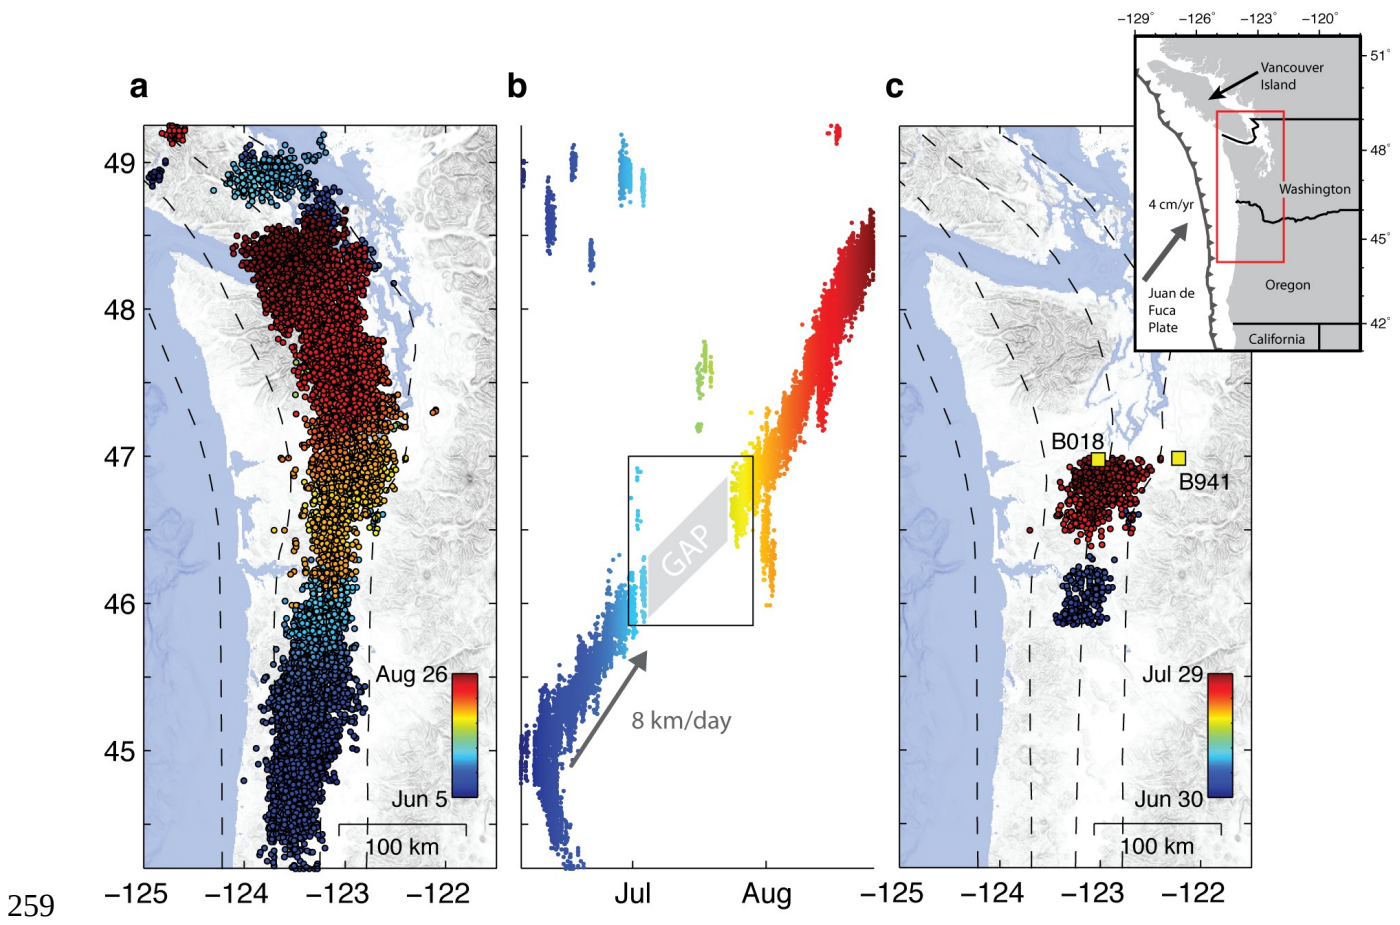 a
b
c
−129° −126° −123° −120°
51°
48°
45°
42°
Vancouver
Island
Washington
4 cm/yr
Juan de
Fuca
Plate
Oregon
California
49
48
47
46
45
GAP
8 km/day
B018
B941
Aug 26
Jun 5
100 km
Jul 29
Jun 30
100 km
−125 −124 −123 −122
Jul Aug
−125 −124 −123 −122
259